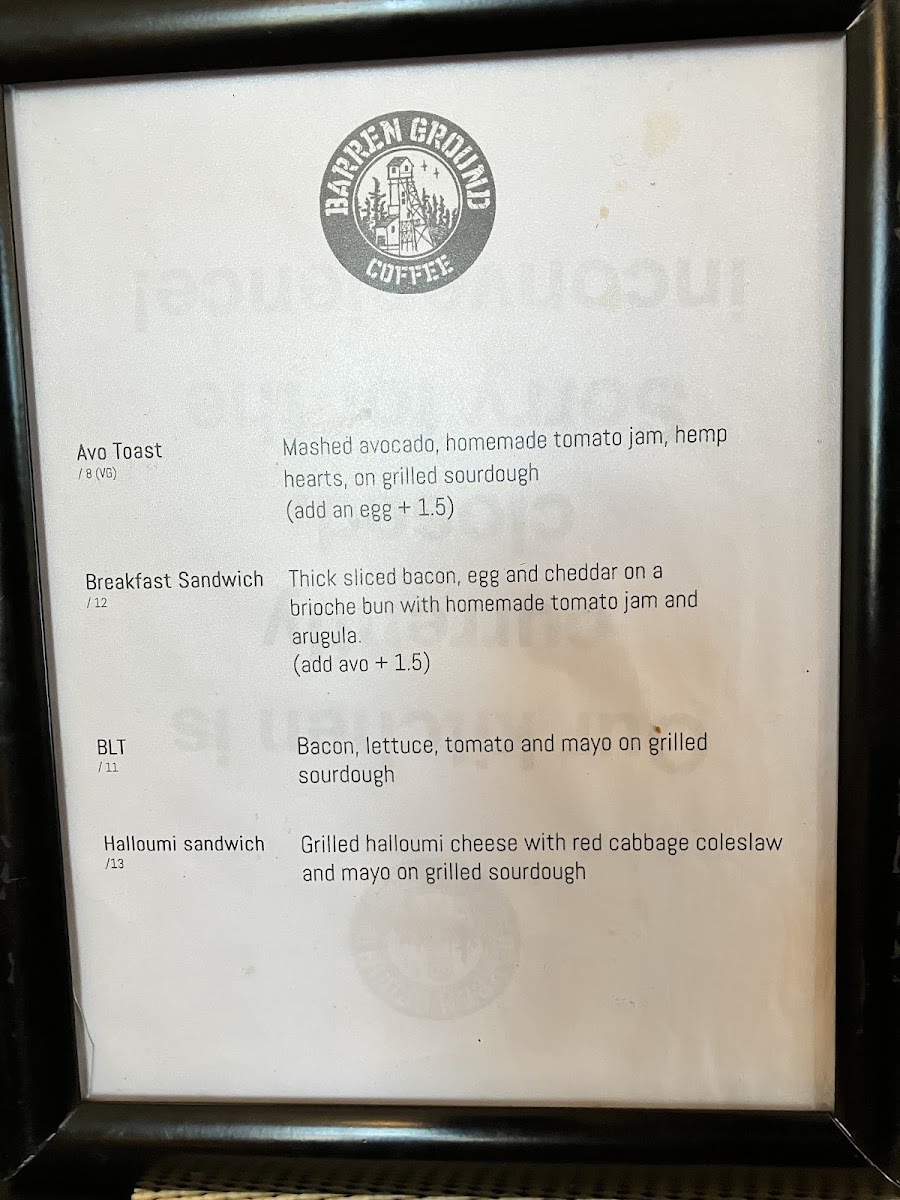 BARREN GROUND
COFFEE
Avo Toast
/ 8 (VG)
Mashed avocado, homemade tomato jam, hemp
hearts, on grilled sourdough
(add an egg + 1.5)
Breakfast Sandwich
/ 12
Thick sliced bacon, egg and cheddar on a
brioche bun with homemade tomato jam and
arugula.
(add avo + 1.5)
BLT
/ 11
Bacon, lettuce, tomato and mayo on grilled
sourdough
Halloumi sandwich
/13
Grilled halloumi cheese with red cabbage coleslaw
and mayo on grilled sourdough